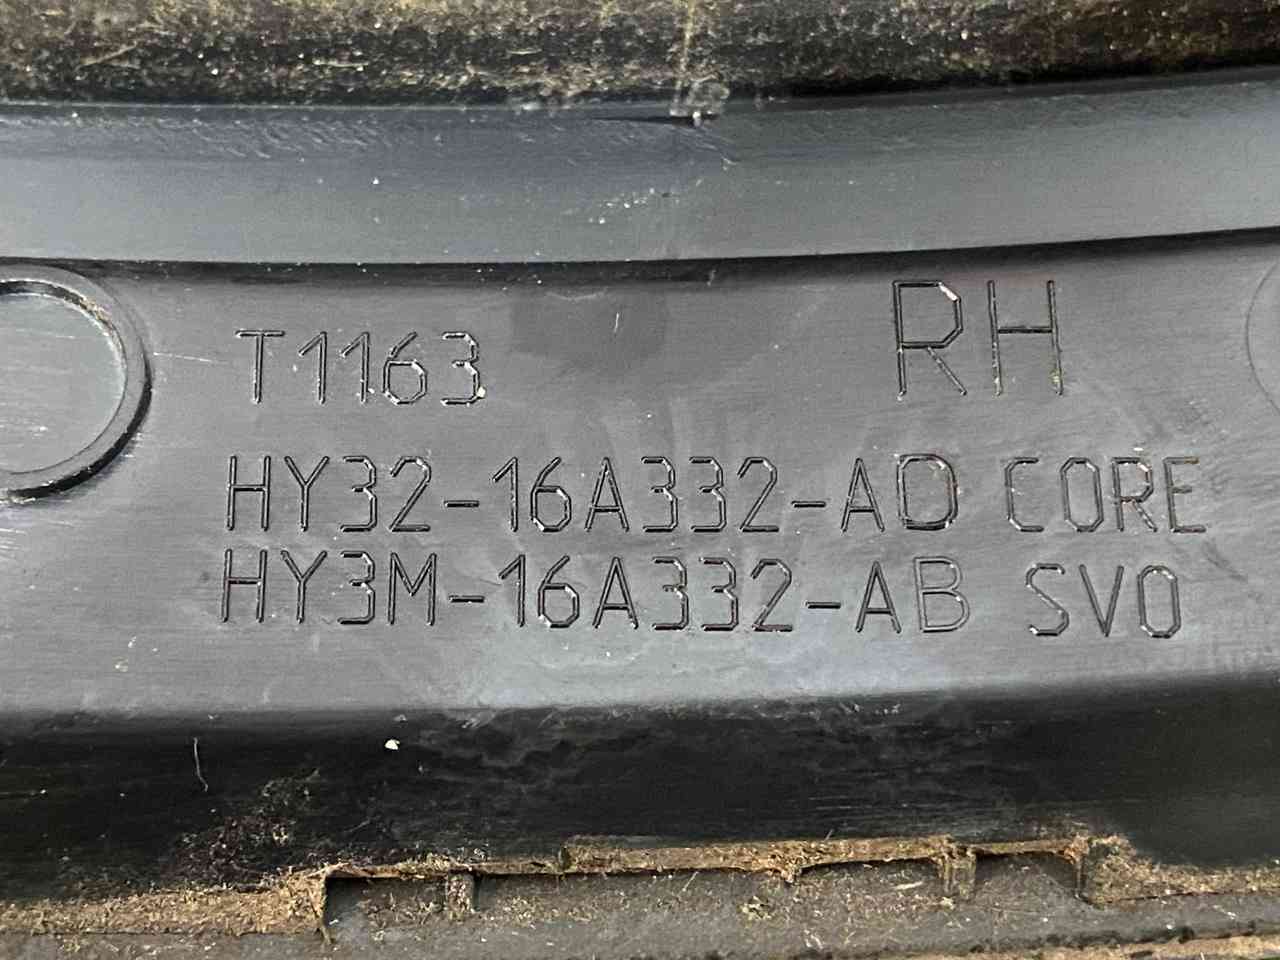 T1163 RH
HY32-16A332-AD CORE
HY3M-16A332-AB SVO